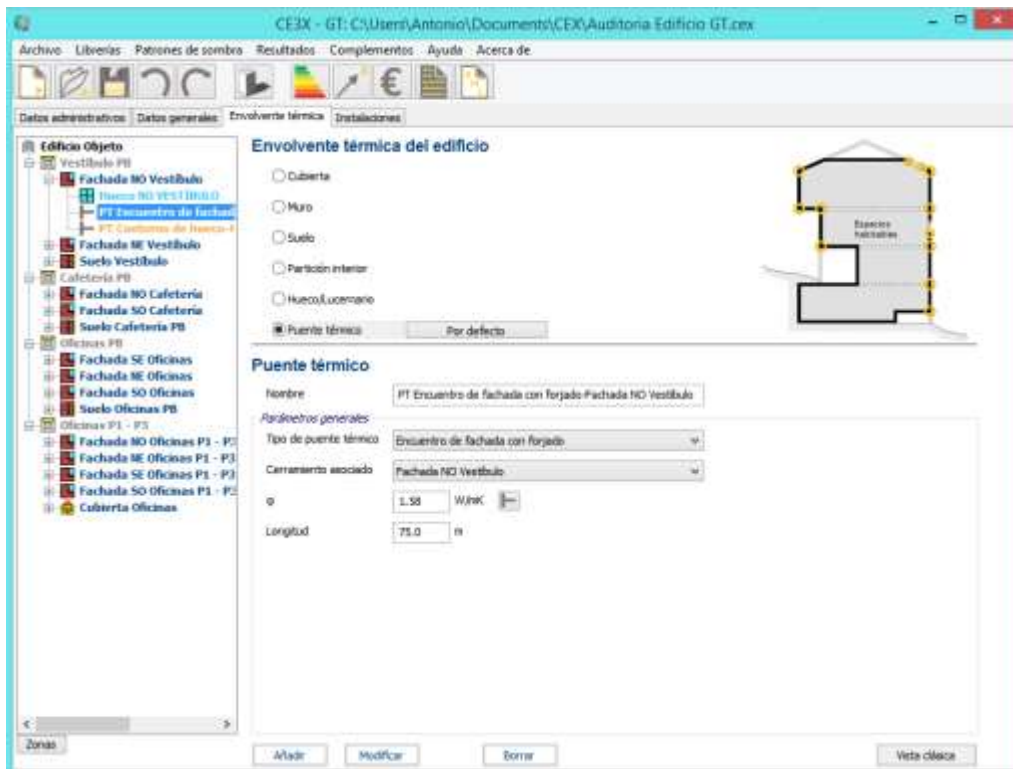 CE3X - GT: C:\Users\Antonio\Documents\CEX\Auditoria Edificio GT.cex
Archivo Librerías Patrones de sombra Resultados Complementos Ayuda Acerca de
Datos administrativos Datos generales Envolvente térmica Instalaciones
Edificio Objeto
Vestíbulo PB
Fachada NO Vestíbulo
Hueco NO VESTÍBULO
PT Encuentro de fachad
PT Contorno de hueco-
Fachada NE Vestíbulo
Suelo Vestíbulo
Cafetería PB
Fachada NO Cafetería
Fachada SO Cafetería
Suelo Cafetería PB
Oficinas PB
Fachada SE Oficinas
Fachada NE Oficinas
Fachada SO Oficinas
Suelo Oficinas PB
Oficinas P1 - P3
Fachada NO Oficinas P1 - P3
Fachada NE Oficinas P1 - P3
Fachada SE Oficinas P1 - P3
Fachada SO Oficinas P1 - P3
Cubierta Oficinas
Zonas
Envolvente térmica del edificio
Cubierta
Muro
Suelo
Partición interior
Hueco/Lucernario
Puente térmico Por defecto
Espacios habitables
Puente térmico
Nombre PT Encuentro de fachada con forjado-Fachada NO Vestíbulo
Parámetros generales
Tipo de puente térmico Encuentro de fachada con forjado
Cerramiento asociado Fachada NO Vestíbulo
φ 1.58 W/mK
Longitud 75.0 m
Añadir Modificar Borrar Vista clásica